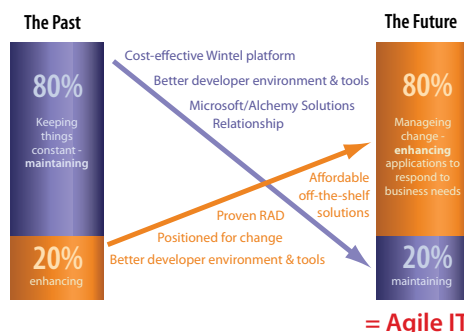 The Past
The Future
80%
Keeping
things
constant -
maintaining
20%
enhancing
Cost-effective Wintel platform
Better developer environment & tools
Microsoft/Alchemy Solutions
Relationship
Affordable
off-the-shelf
solutions
Proven RAD
Positioned for change
Better developer environment & tools
80%
Manageing
change -
enhancing
applications to
respond to
business needs
20%
maintaining
= Agile IT